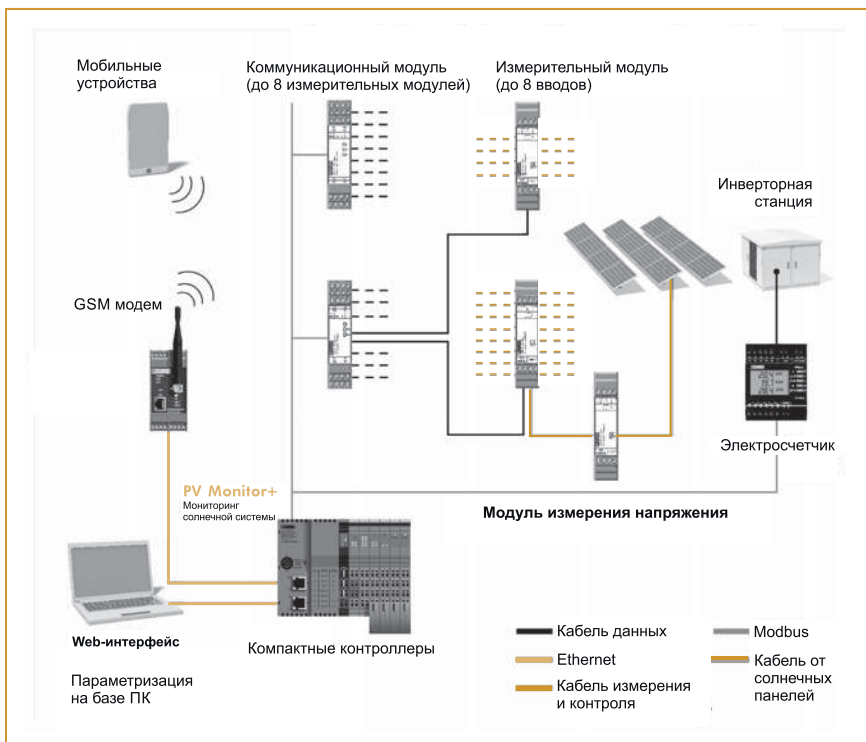 Мобильные
устройства
Коммуникационный модуль
(до 8 измерительных модулей)
Измерительный модуль
(до 8 вводов)
Инверторная
станция
GSM модем
Электросчетчик
PV Monitor+
Мониторинг
солнечной системы
Модуль измерения напряжения
Web-интерфейс
Компактные контроллеры
Параметризация
на базе ПК
Кабель данных
Ethernet
Кабель измерения
и контроля
Modbus
Кабель от
солнечных
панелей